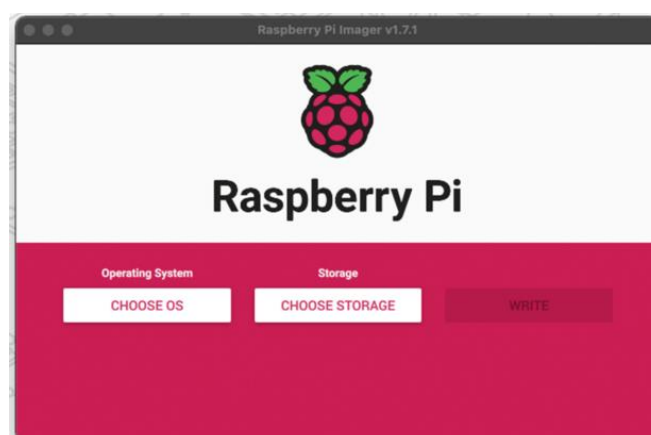 Raspberry Pi Imager v1.7.1
Raspberry Pi
Operating System
Storage
CHOOSE OS
CHOOSE STORAGE
WRITE